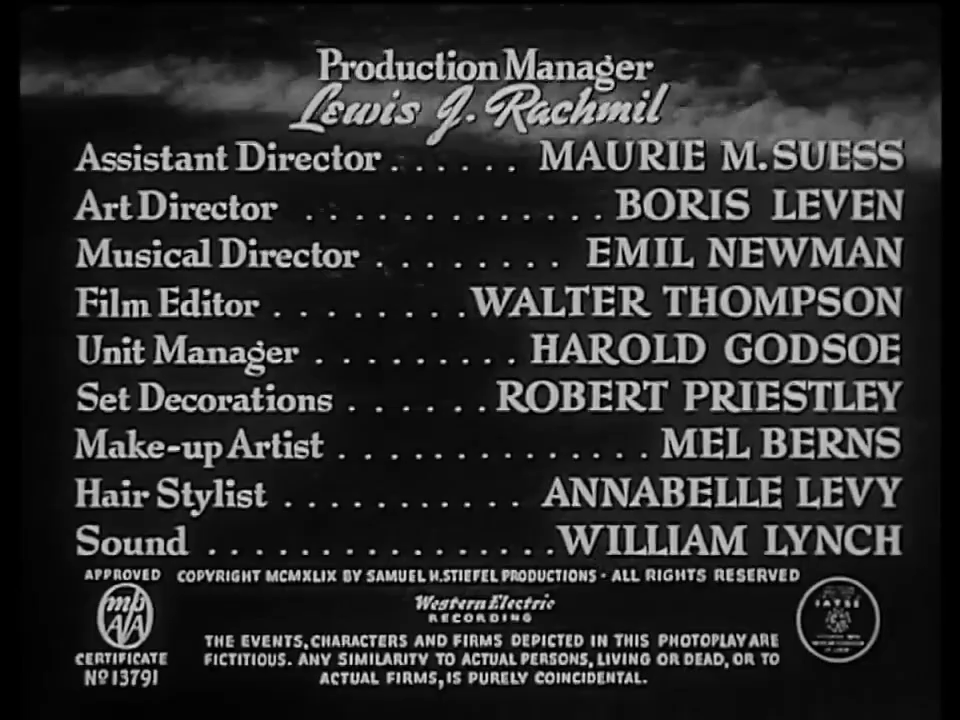 Production Manager
Lewis J. Rachmil
Assistant Director . . . . . . MAURIE M. SUESS
Art Director . . . . . . . . . . . . . BORIS LEVEN
Musical Director . . . . . . . . EMIL NEWMAN
Film Editor . . . . . . . . WALTER THOMPSON
Unit Manager . . . . . . . . . HAROLD GODSOE
Set Decorations . . . . . . ROBERT PRIESTLEY
Make-up Artist . . . . . . . . . . . . . MEL BERNS
Hair Stylist . . . . . . . . . . . ANNABELLE LEVY
Sound . . . . . . . . . . . . . . . WILLIAM LYNCH
APPROVED COPYRIGHT MCMXLIX BY SAMUEL H. STIEFEL PRODUCTIONS - ALL RIGHTS RESERVED
mp
AA
Western Electric
RECORDING
IATSE
THE EVENTS, CHARACTERS AND FIRMS DEPICTED IN THIS PHOTOPLAY ARE
CERTIFICATE FICTITIOUS. ANY SIMILARITY TO ACTUAL PERSONS, LIVING OR DEAD, OR TO
Nº 13791 ACTUAL FIRMS, IS PURELY COINCIDENTAL.